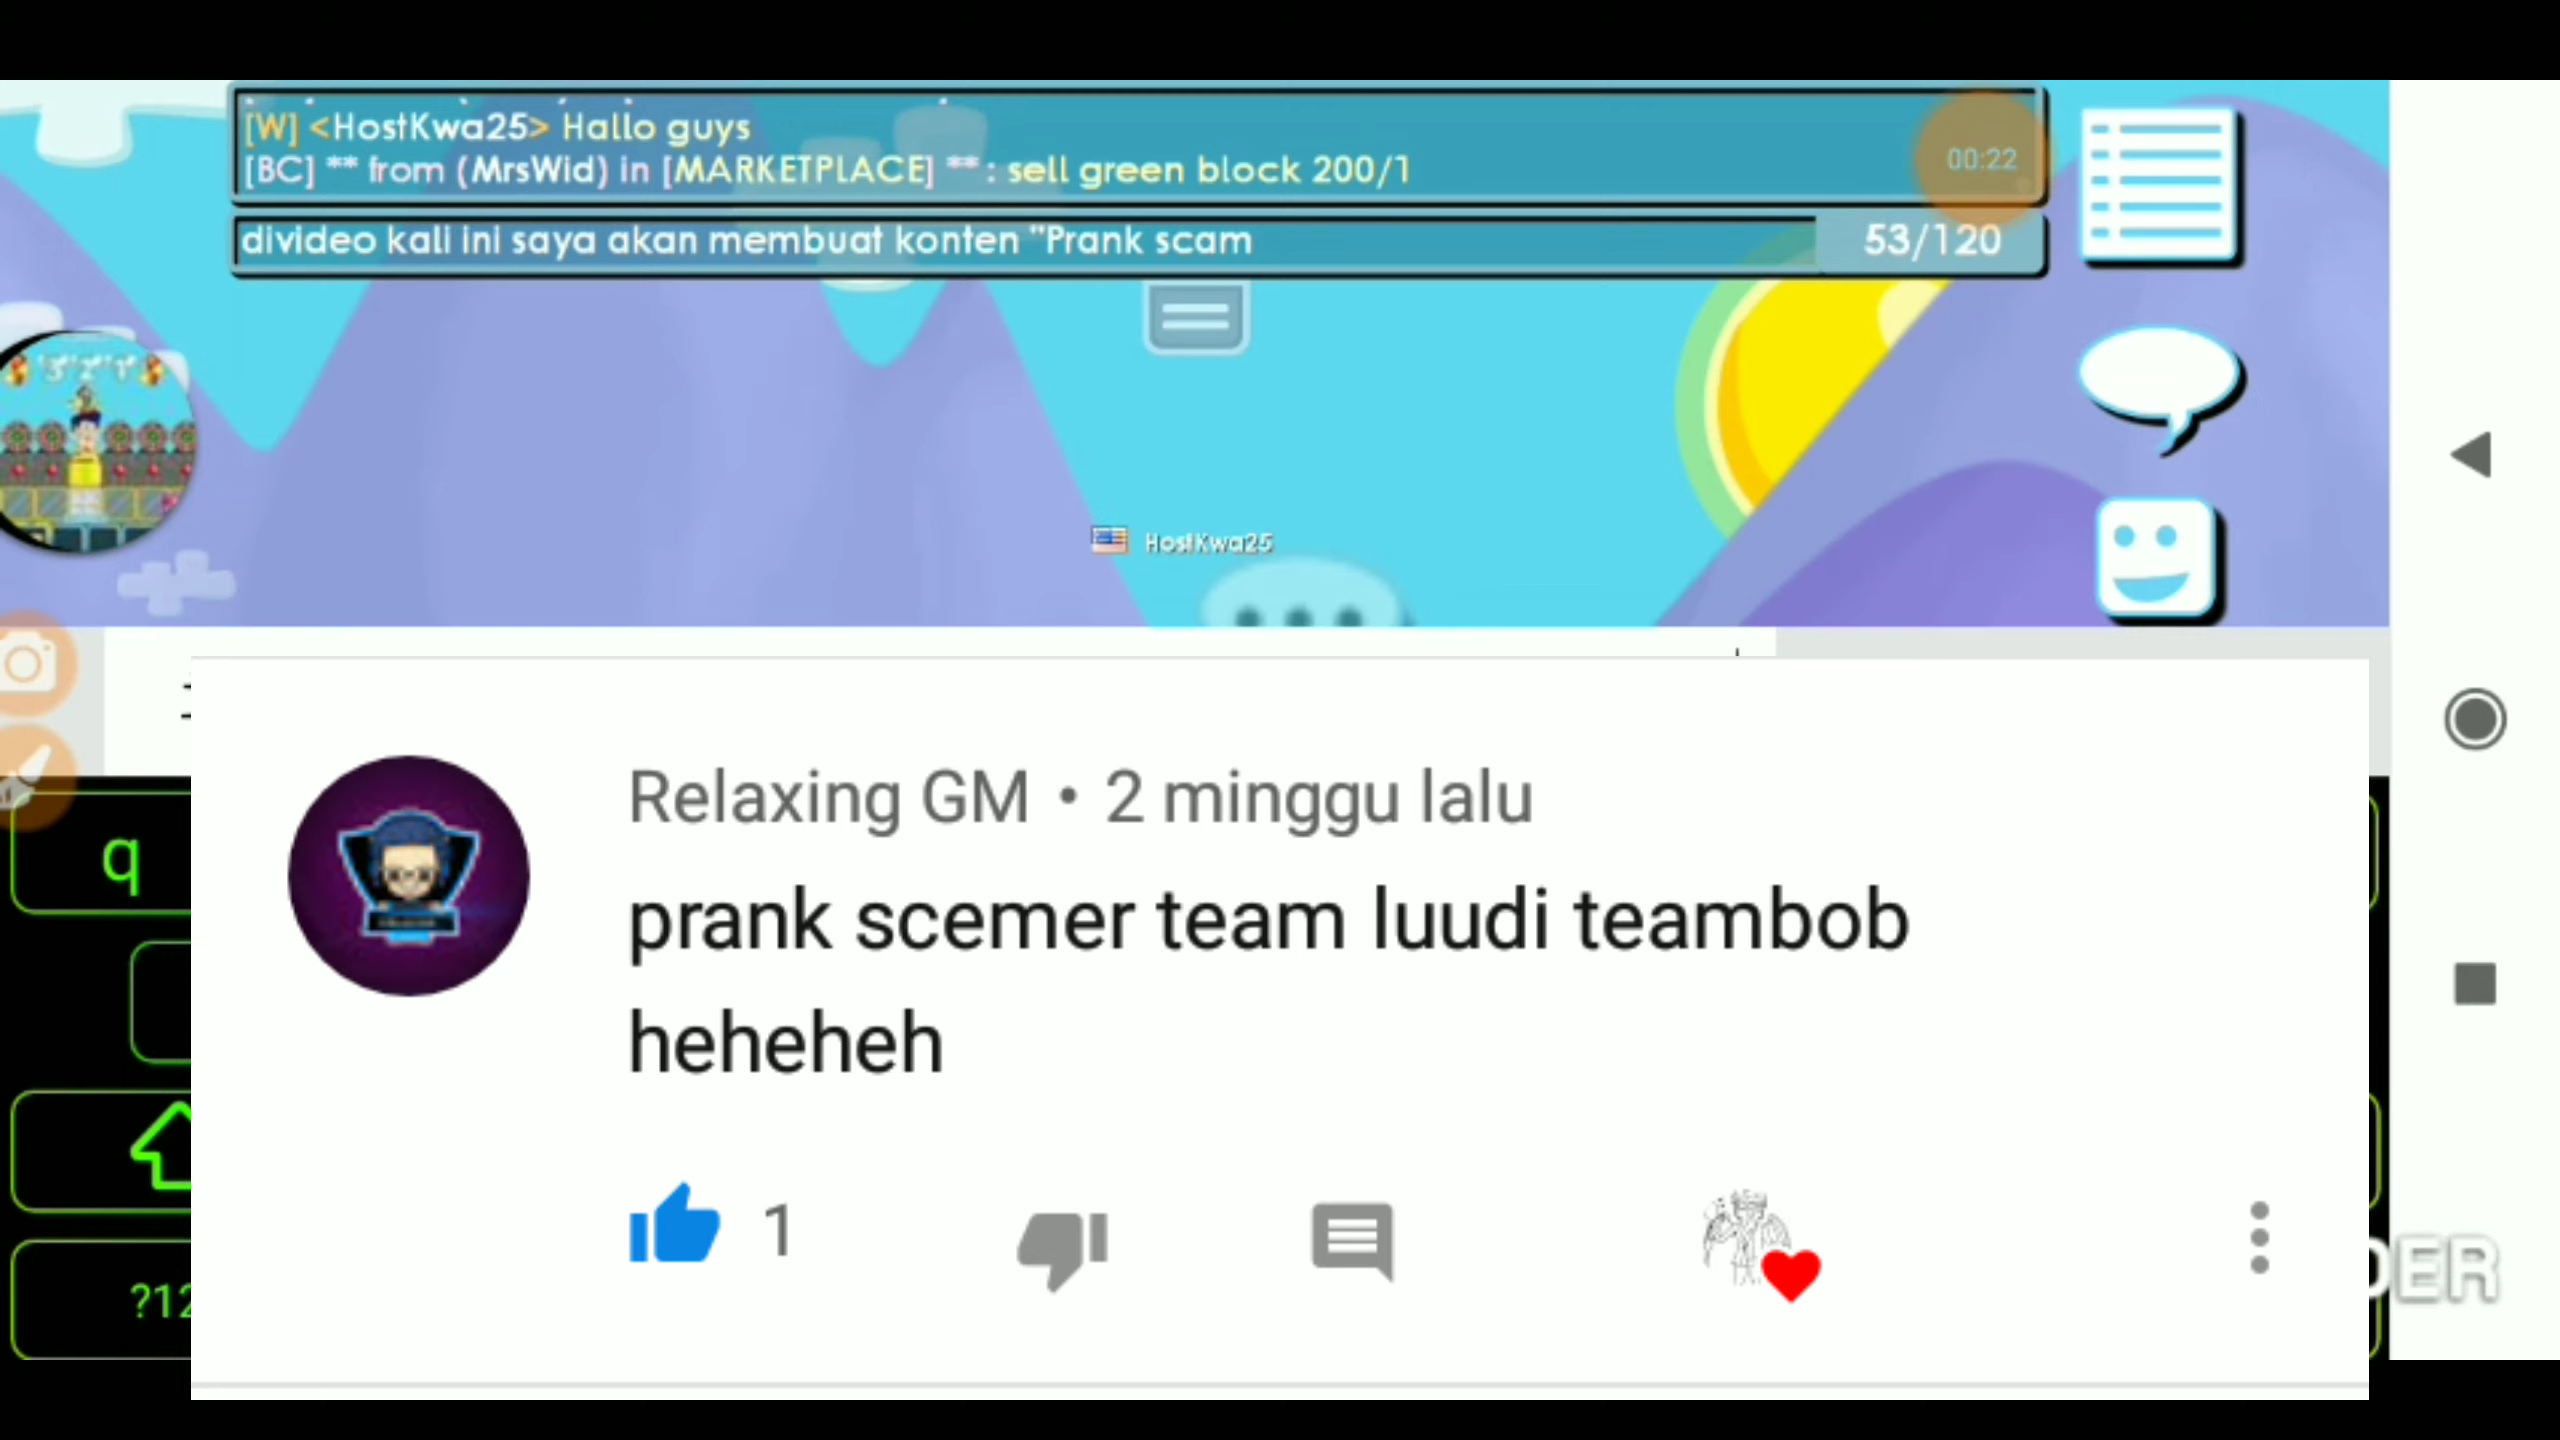 [W] <HostKwa25> Hallo guys
[BC] ** from (MrsWid) in [MARKETPLACE] ** : sell green block 200/1
00:22
divideo kali ini saya akan membuat konten "Prank scam
53/120
HostKwa25
Relaxing GM • 2 minggu lalu
prank scemer team luudi teambob
heheheh
1
q